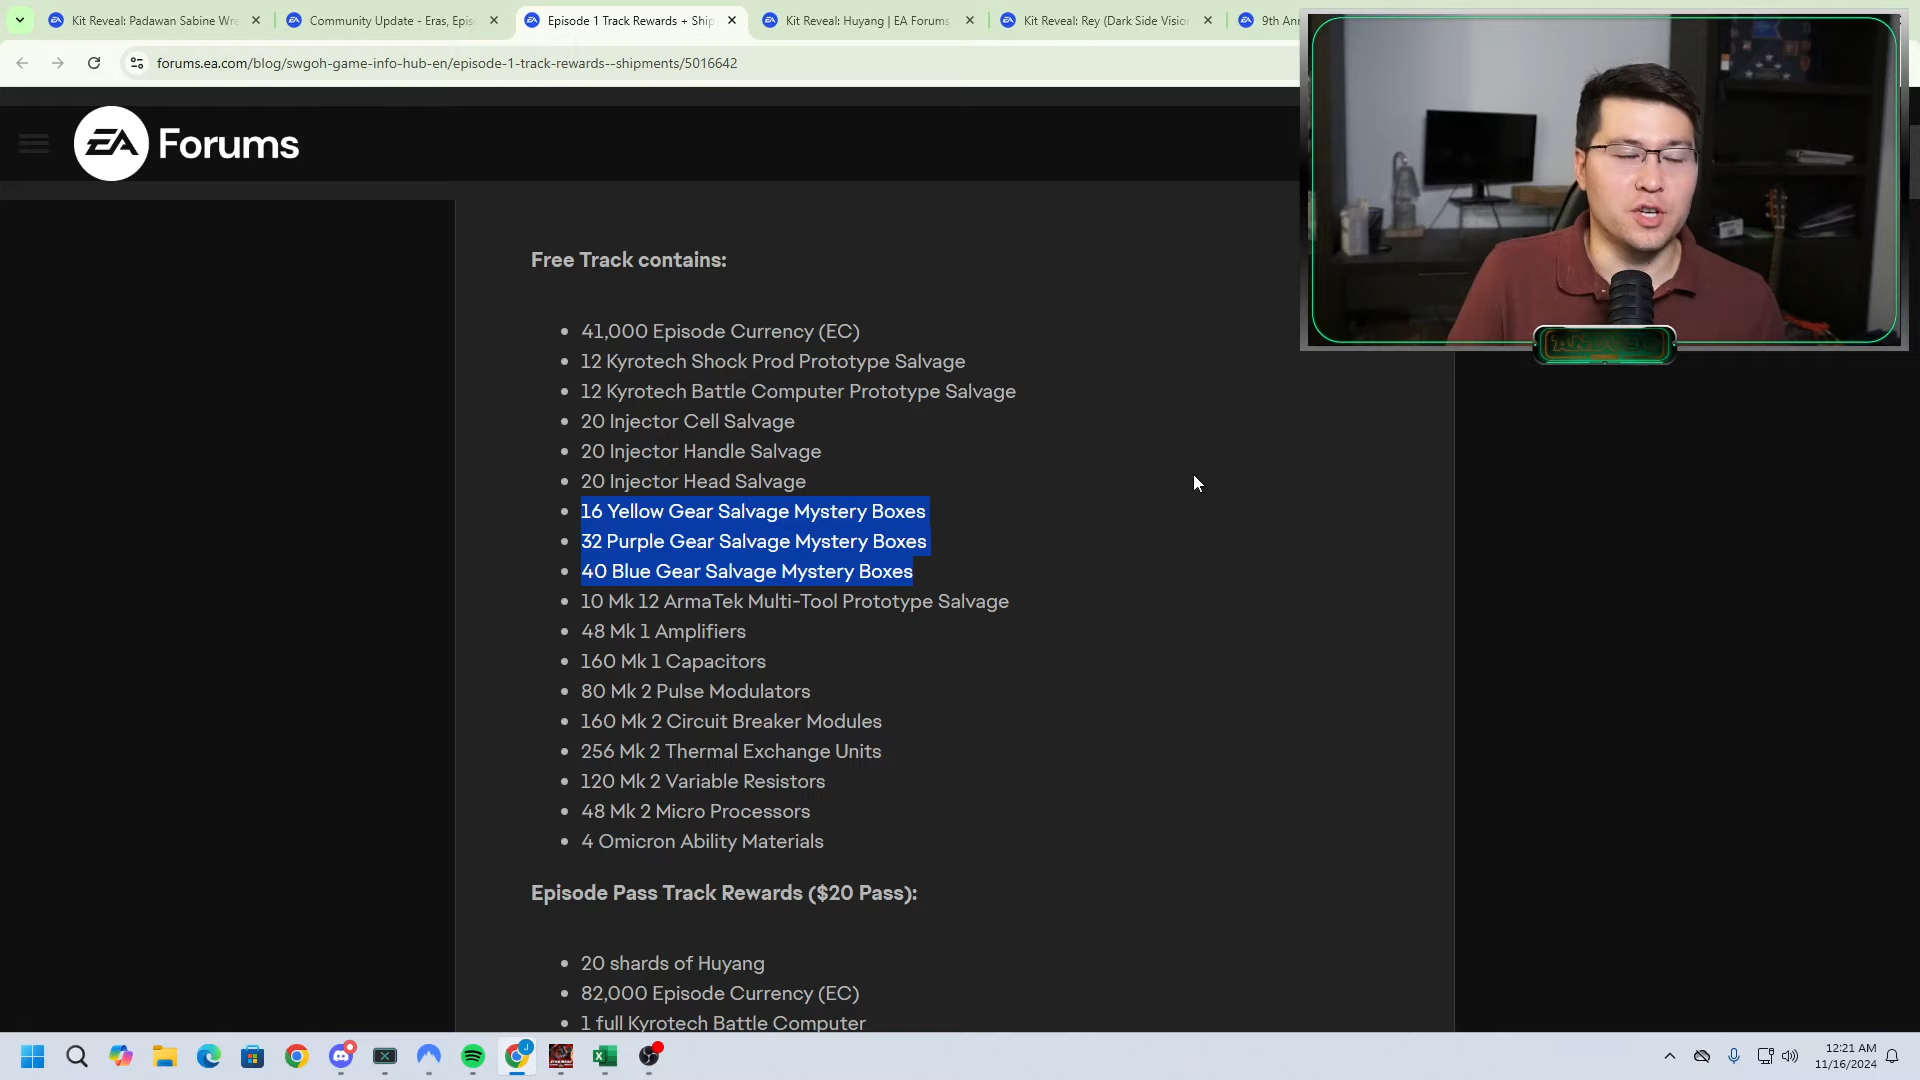 Kit Reveal: Padawan Sabine Wre
Community Update - Eras, Epis
Episode 1 Track Rewards + Ship
Kit Reveal: Huyang | EA Forums
Kit Reveal: Rey (Dark Side Vision
9th Ann
forums.ea.com/blog/swgoh-game-info-hub-en/episode-1-track-rewards--shipments/5016642
EA Forums
Free Track contains:
• 41,000 Episode Currency (EC)
• 12 Kyrotech Shock Prod Prototype Salvage
• 12 Kyrotech Battle Computer Prototype Salvage
• 20 Injector Cell Salvage
• 20 Injector Handle Salvage
• 20 Injector Head Salvage
• 16 Yellow Gear Salvage Mystery Boxes
• 32 Purple Gear Salvage Mystery Boxes
• 40 Blue Gear Salvage Mystery Boxes
• 10 Mk 12 ArmaTek Multi-Tool Prototype Salvage
• 48 Mk 1 Amplifiers
• 160 Mk 1 Capacitors
• 80 Mk 2 Pulse Modulators
• 160 Mk 2 Circuit Breaker Modules
• 256 Mk 2 Thermal Exchange Units
• 120 Mk 2 Variable Resistors
• 48 Mk 2 Micro Processors
• 4 Omicron Ability Materials
Episode Pass Track Rewards ($20 Pass):
• 20 shards of Huyang
• 82,000 Episode Currency (EC)
• 1 full Kyrotech Battle Computer
12:21 AM
11/16/2024